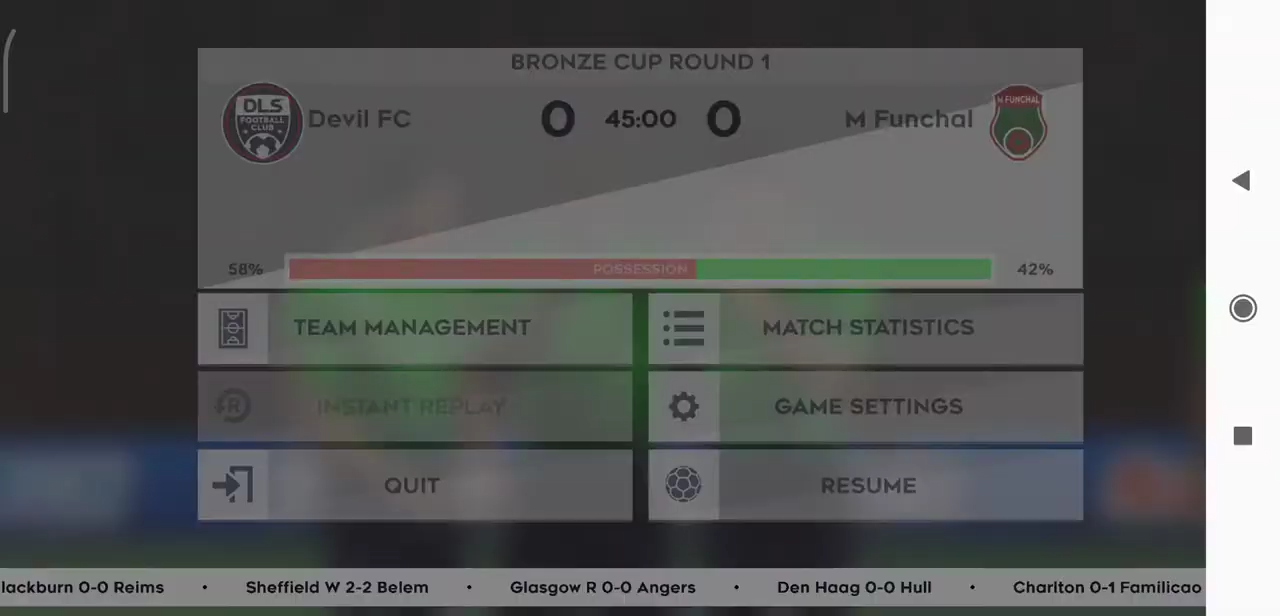 BRONZE CUP ROUND 1
DLS
FOOTBALL
CLUB
Devil FC
0 45:00 0
M Funchal
M FUNCHAL
58%
POSSESSION
42%
TEAM MANAGEMENT
MATCH STATISTICS
R
INSTANT REPLAY
GAME SETTINGS
QUIT
RESUME
lackburn 0-0 Reims • Sheffield W 2-2 Belem • Glasgow R 0-0 Angers • Den Haag 0-0 Hull • Charlton 0-1 Familicao